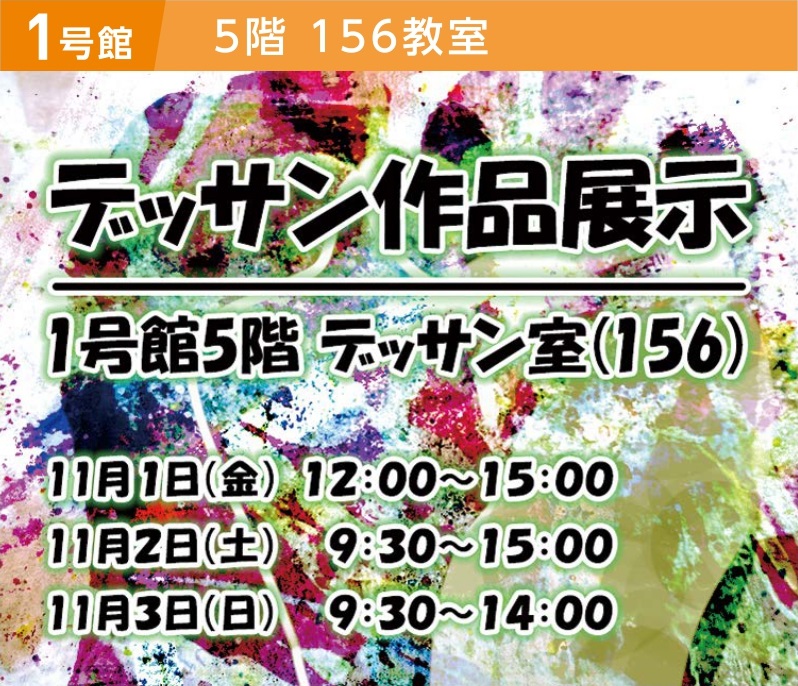 1号館 5階 156教室
デッサン作品展示
1号館5階 デッサン室(156)
11月1日(金) 12:00～15:00
11月2日(土) 9:30～15:00
11月3日(日) 9:30～14:00